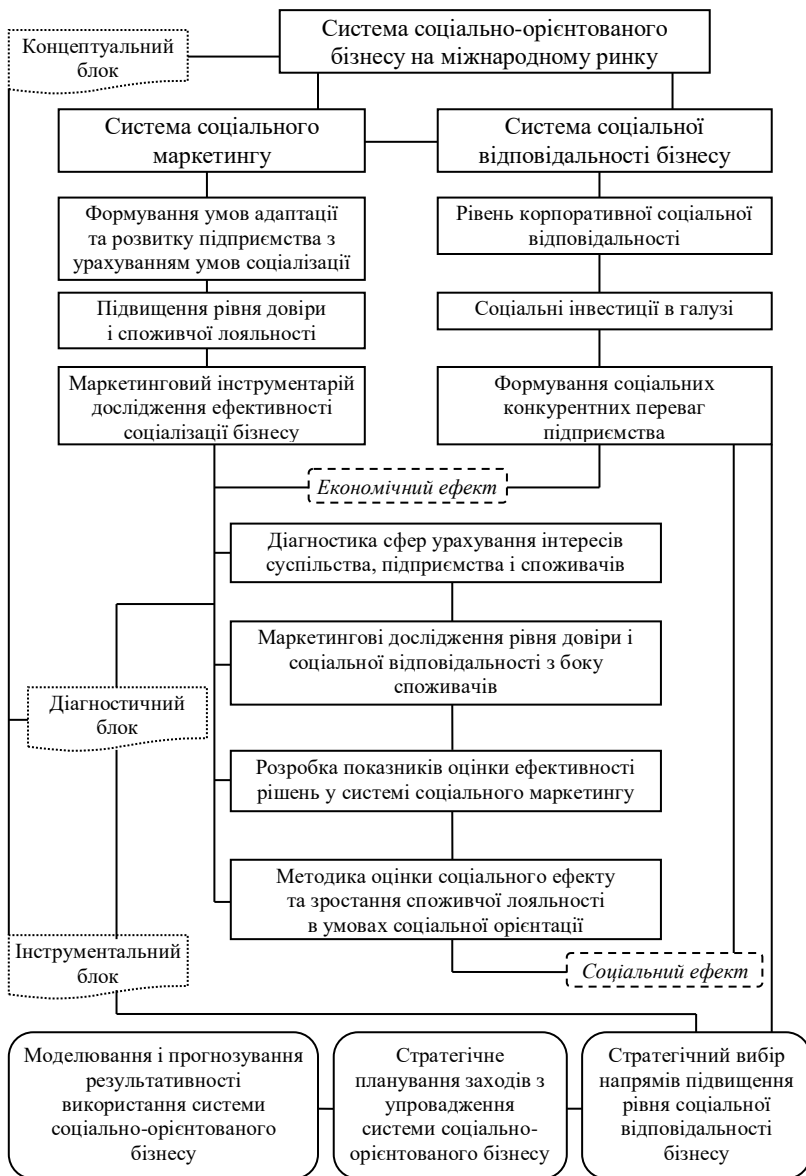 Система соціально-орієнтованого
бізнесу на міжнародному ринку
Концептуальний
блок
Система соціального
маркетингу
Система соціальної
відповідальності бізнесу
Формування умов адаптації
та розвитку підприємства з
урахуванням умов соціалізації
Рівень корпоративної соціальної
відповідальності
Підвищення рівня довіри
і споживчої лояльності
Соціальні інвестиції в галузі
Маркетинговий інструментарій
дослідження ефективності
соціалізації бізнесу
Формування соціальних
конкурентних переваг
підприємства
Економічний ефект
Діагностика сфер урахування інтересів
суспільства, підприємства і споживачів
Маркетингові дослідження рівня довіри і
соціальної відповідальності з боку
споживачів
Діагностичний
блок
Розробка показників оцінки ефективності
рішень у системі соціального маркетингу
Методика оцінки соціального ефекту
та зростання споживчої лояльності
в умовах соціальної орієнтації
Інструментальний
блок
Соціальний ефект
Моделювання і прогнозування
результативності
використання системи
соціально-орієнтованого
бізнесу
Стратегічне
планування заходів з
упровадження
системи соціально-
орієнтованого бізнесу
Стратегічний вибір
напрямів підвищення
рівня соціальної
відповідальності
бізнесу